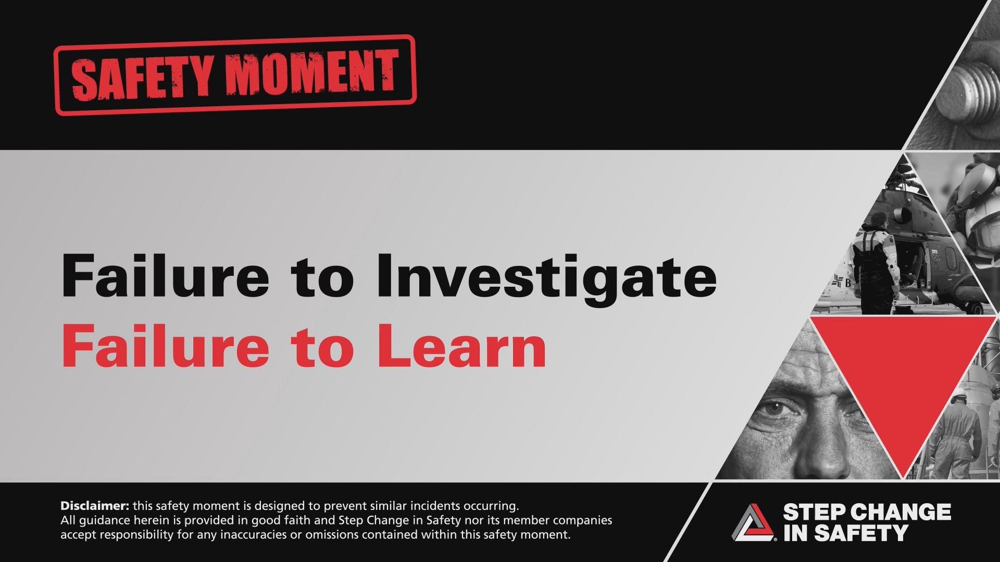 SAFETY MOMENT
Failure to Investigate
Failure to Learn
B
Disclaimer: this safety moment is designed to prevent similar incidents occurring.
All guidance herein is provided in good faith and Step Change in Safety nor its member companies
accept responsibility for any inaccuracies or omissions contained within this safety moment.
STEP CHANGE
IN SAFETY
®